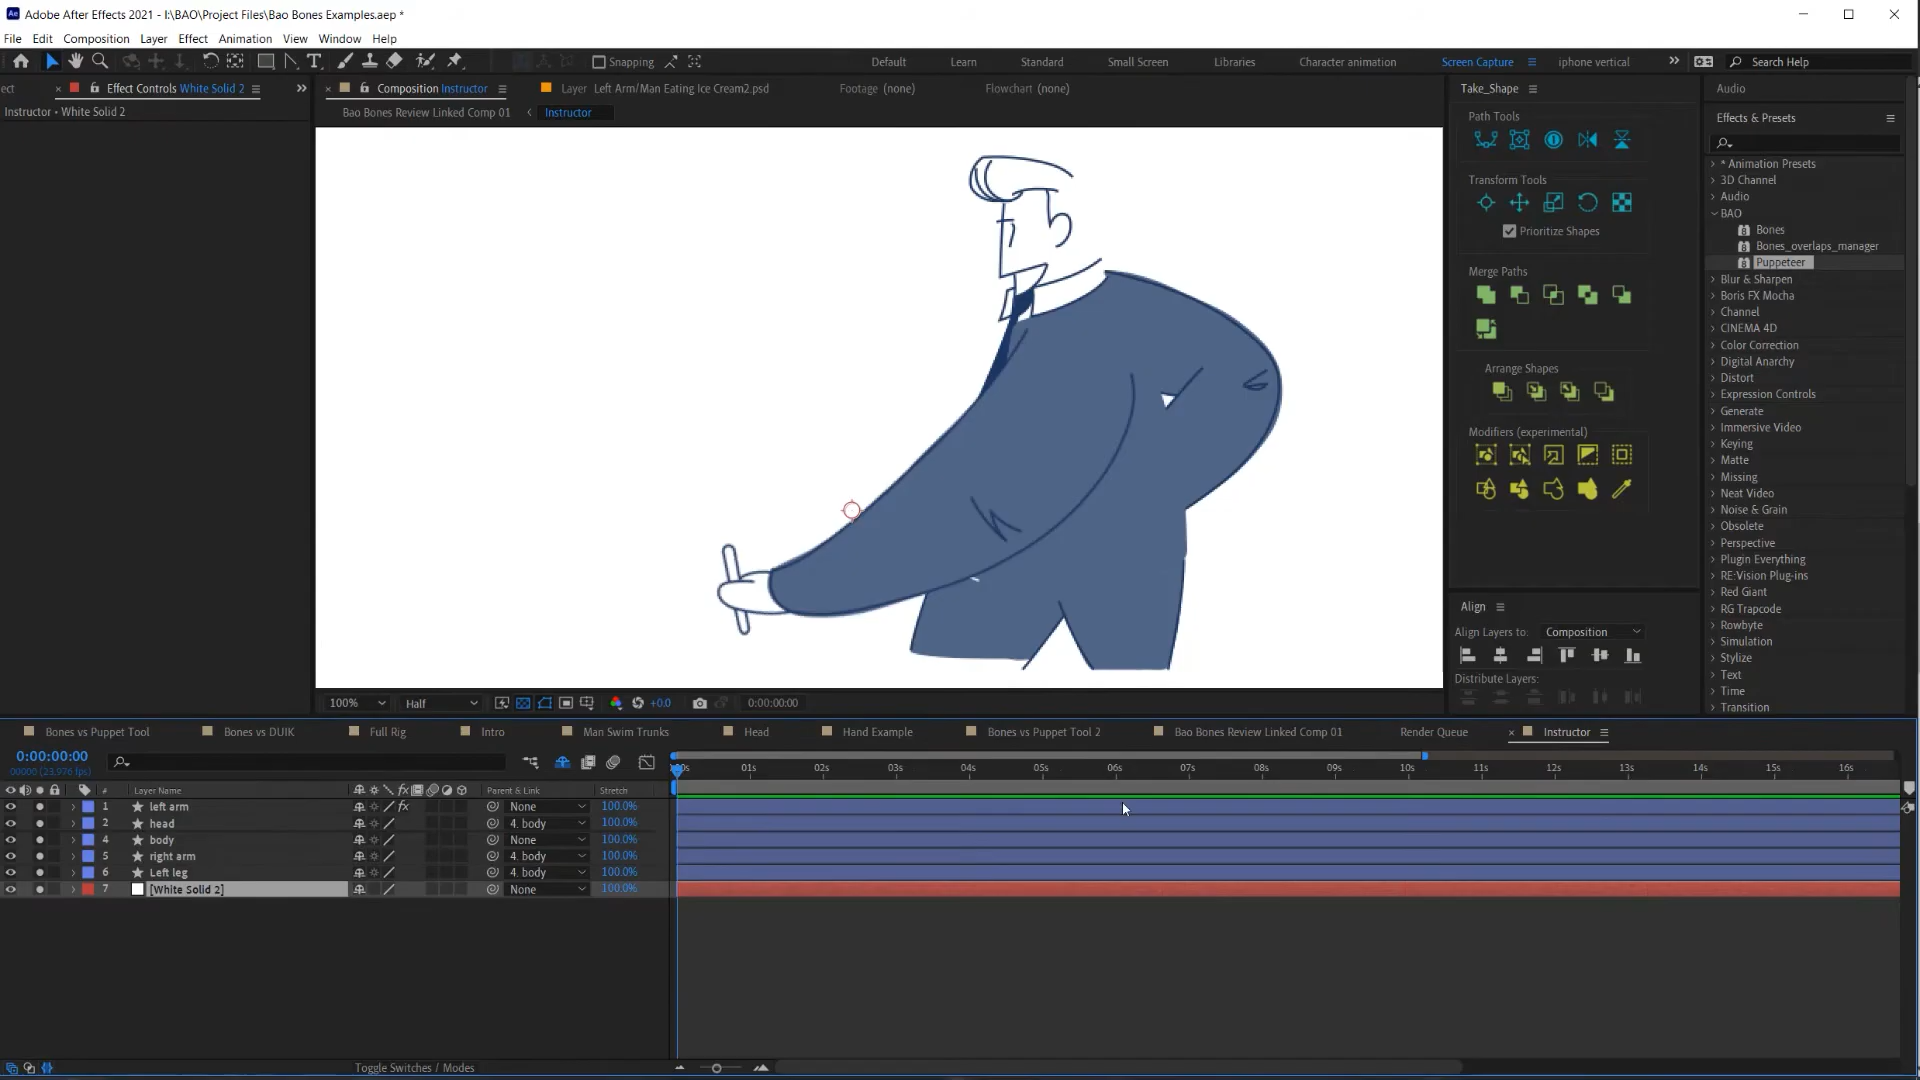 Adobe After Effects 2021 - I:\BAO\Project Files\Bao Bones Examples.aep *
File Edit Composition Layer Effect Animation View Window Help
Snapping Default Learn Standard Small Screen Libraries Character animation Screen Capture iphone vertical Search Help
ect Effect Controls White Solid 2
Composition Instructor Layer Left Arm/Man Eating Ice Cream2.psd Footage (none) Flowchart (none)
Instructor • White Solid 2
Bao Bones Review Linked Comp 01 Instructor
Take_Shape
Path Tools
Transform Tools
Prioritize Shapes
Merge Paths
Arrange Shapes
Modifiers (experimental)
Align
Align Layers to: Composition
Distribute Layers:
Audio
Effects & Presets
* Animation Presets
3D Channel
Audio
BAO
Bones
Bones_overlaps_manager
Puppeteer
Blur & Sharpen
Boris FX Mocha
Channel
CINEMA 4D
Color Correction
Digital Anarchy
Distort
Expression Controls
Generate
Immersive Video
Keying
Matte
Missing
Neat Video
Noise & Grain
Obsolete
Perspective
Plugin Everything
RE:Vision Plug-ins
Red Giant
RG Trapcode
Rowbyte
Simulation
Stylize
Text
Time
Transition
100% Half +0.0 0:00:00:00
Bones vs Puppet Tool Bones vs DUIK Full Rig Intro Man Swim Trunks Head Hand Example Bones vs Puppet Tool 2 Bao Bones Review Linked Comp 01 Render Queue Instructor
0:00:00:00
00000 (23.976 fps)
01s 02s 03s 04s 05s 06s 07s 08s 09s 10s 11s 12s 13s 14s 15s 16s
# Layer Name Parent & Link Stretch
1 left arm None 100.0%
2 head 4. body 100.0%
4 body None 100.0%
5 right arm 4. body 100.0%
6 Left leg 4. body 100.0%
7 [White Solid 2] None 100.0%
Toggle Switches / Modes